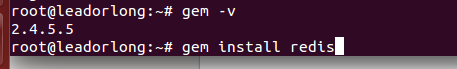 root@leadorlong:~# gem -v
2.4.5.5
root@leadorlong:~# gem install redis